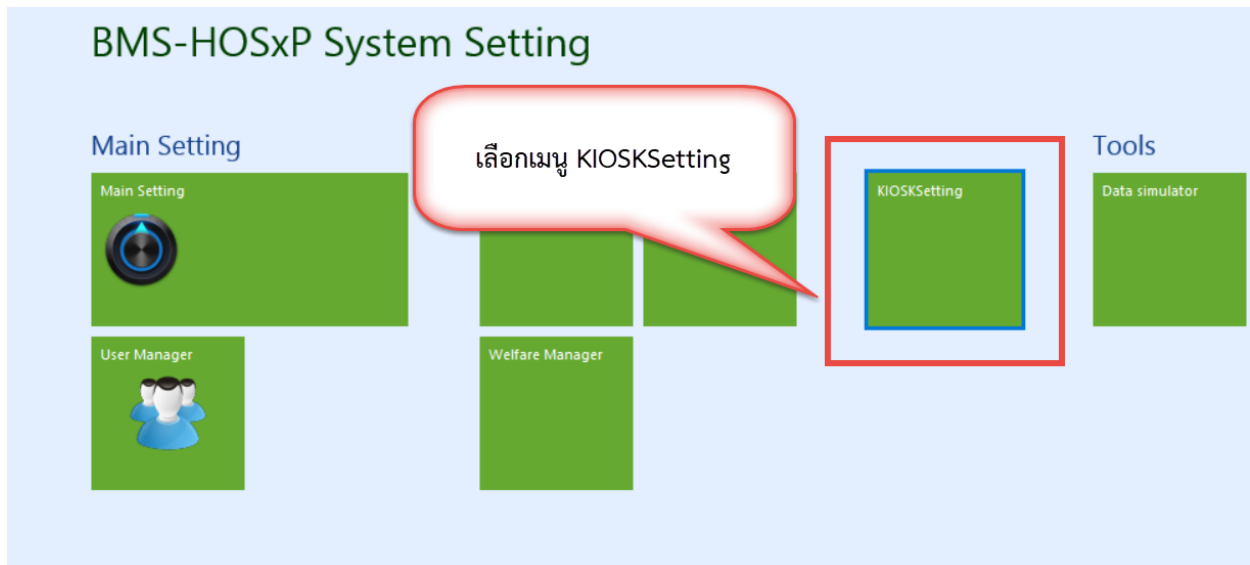 BMS-HOSxP System Setting
Main Setting
Tools
เลือกเมนู KIOSKSetting
Main Setting
KIOSKSetting
Data simulator
User Manager
Welfare Manager